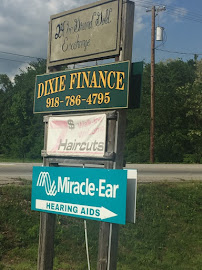 DIXIE FINANCE
918-786-4795
Haircuts
Miracle-Ear
HEARING AIDS